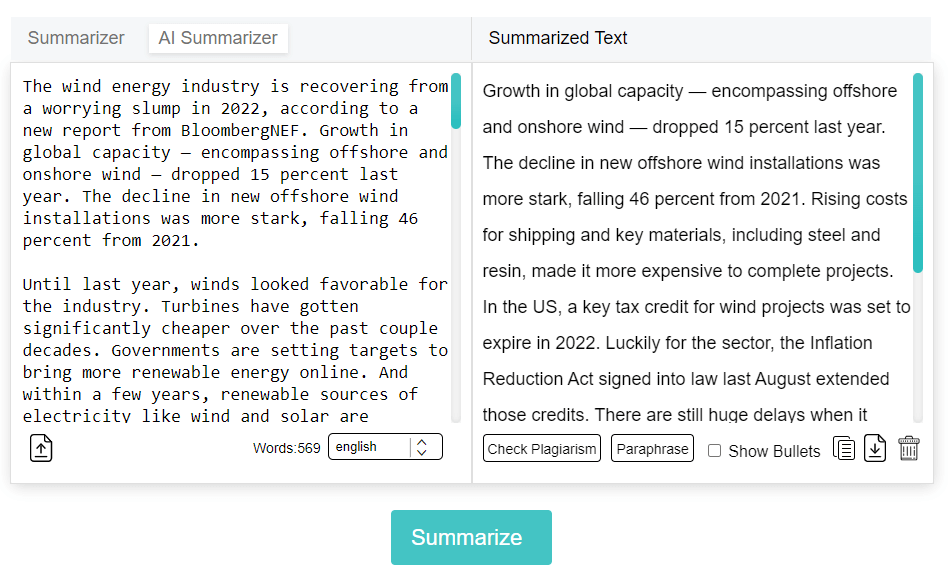 Summarizer
AI Summarizer
Summarized Text
The wind energy industry is recovering from
a worrying slump in 2022, according to a
new report from BloombergNEF. Growth in
global capacity — encompassing offshore and
onshore wind — dropped 15 percent last
year. The decline in new offshore wind
installations was more stark, falling 46
percent from 2021.
Until last year, winds looked favorable for
the industry. Turbines have gotten
significantly cheaper over the past couple
decades. Governments are setting targets to
bring more renewable energy online. And
within a few years, renewable sources of
electricity like wind and solar are
Words:569
english
Growth in global capacity — encompassing offshore
and onshore wind — dropped 15 percent last year.
The decline in new offshore wind installations was
more stark, falling 46 percent from 2021. Rising costs
for shipping and key materials, including steel and
resin, made it more expensive to complete projects.
In the US, a key tax credit for wind projects was set to
expire in 2022. Luckily for the sector, the Inflation
Reduction Act signed into law last August extended
those credits. There are still huge delays when it
Check Plagiarism
Paraphrase
Show Bullets
Summarize